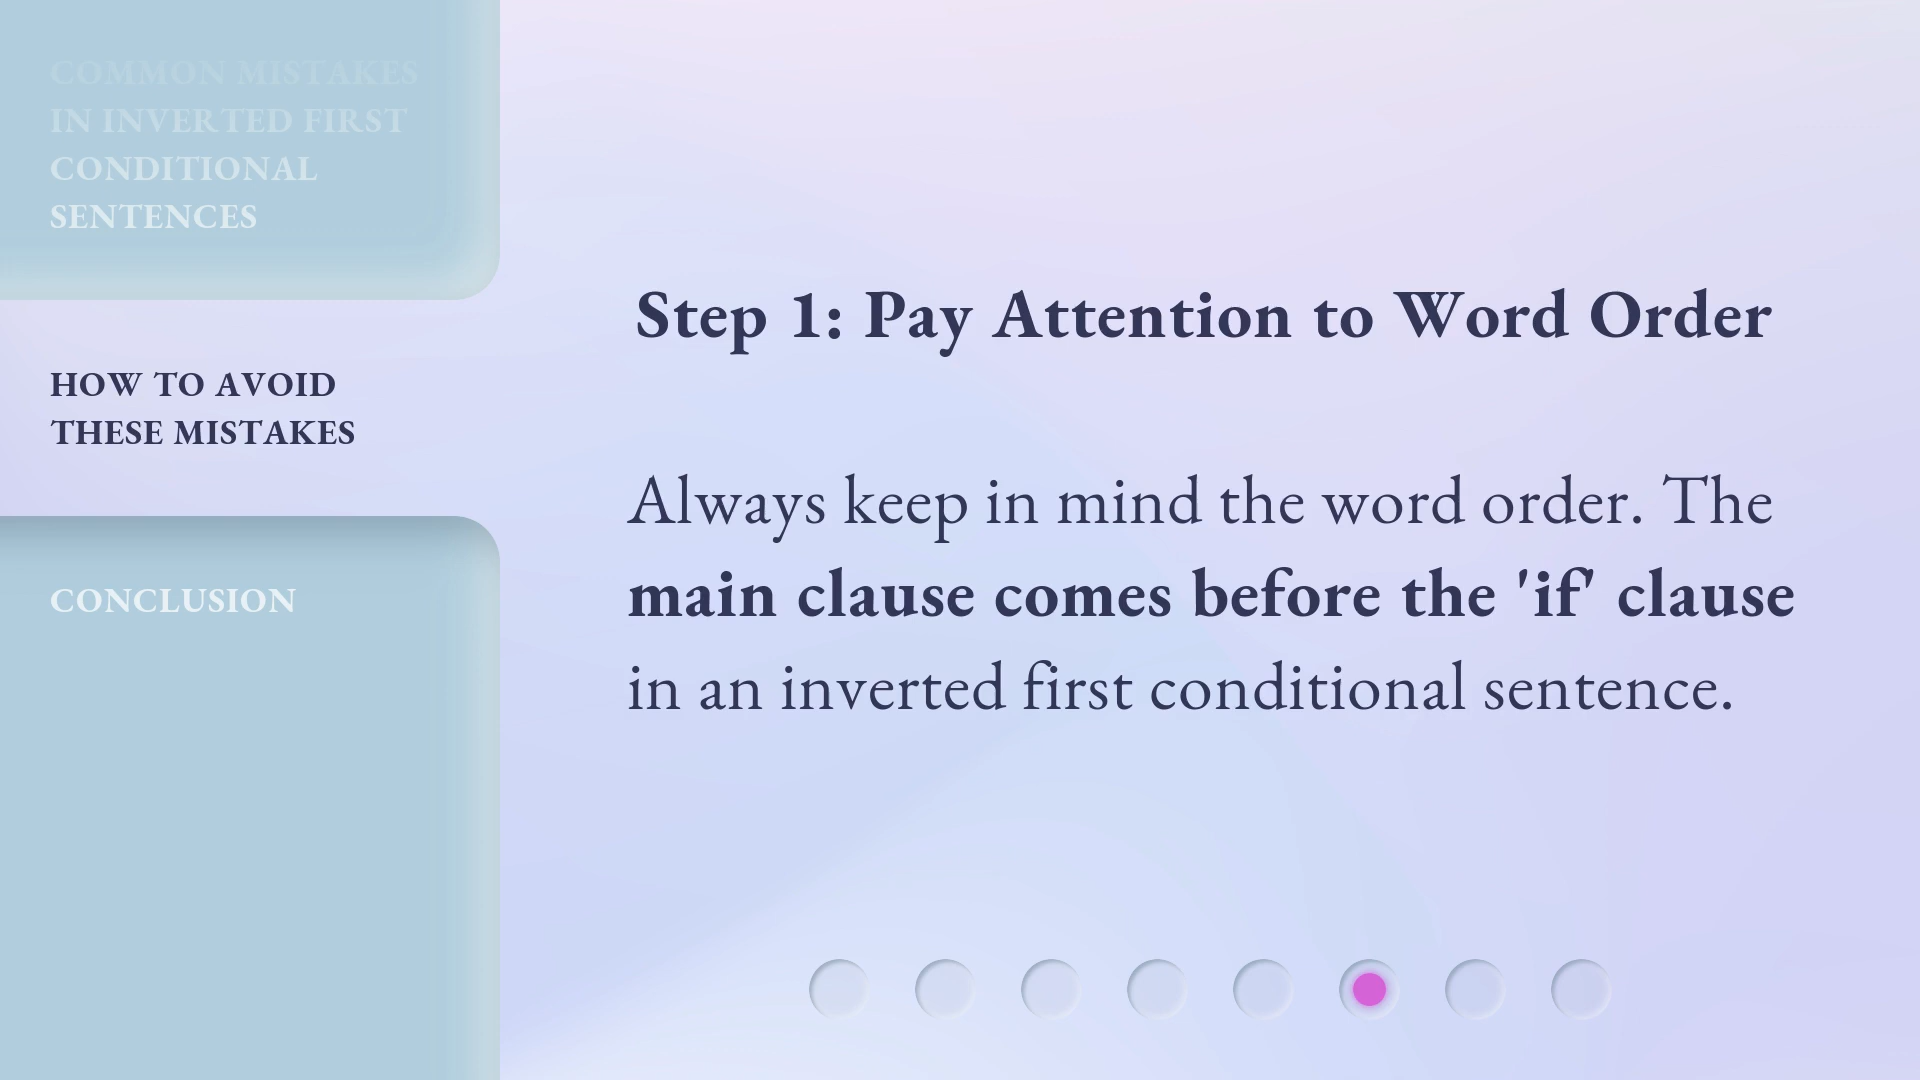 COMMON MISTAKES
IN INVERTED FIRST
CONDITIONAL
SENTENCES
HOW TO AVOID
THESE MISTAKES
CONCLUSION
Step 1: Pay Attention to Word Order
Always keep in mind the word order. The
main clause comes before the 'if' clause
in an inverted first conditional sentence.